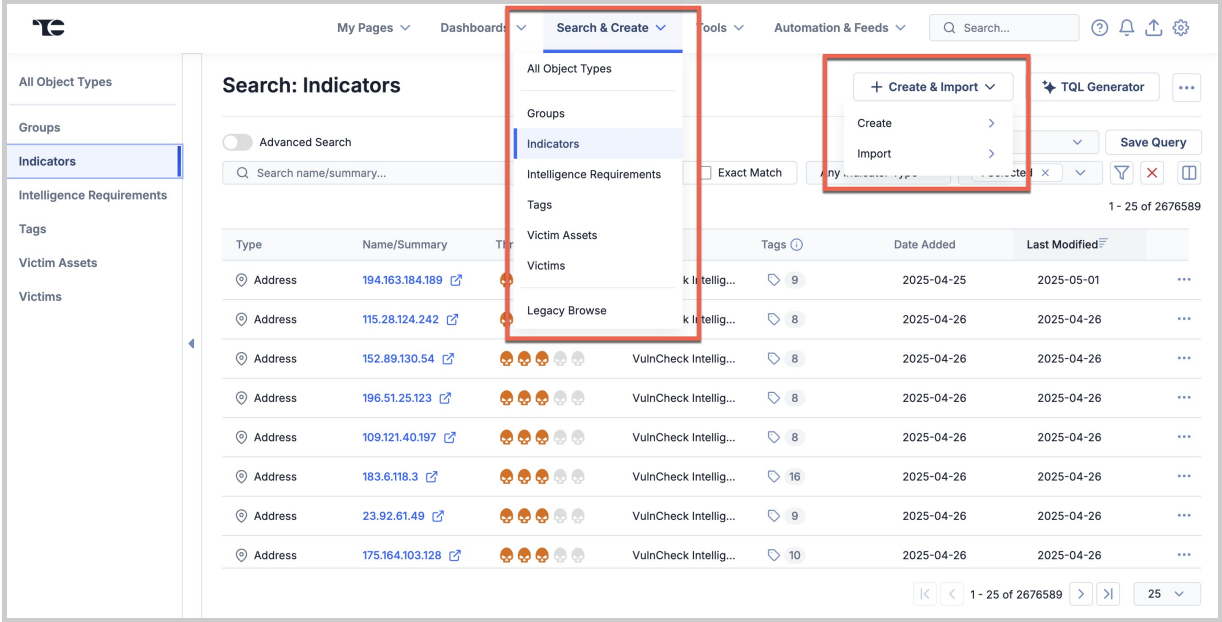 TC
My Pages Dashboards Search & Create Tools Automation & Feeds Search...
All Object Types
Groups
Indicators
Intelligence Requirements
Tags
Victim Assets
Victims
Search: Indicators
Create & Import
TQL Generator
Create
Import
All Object Types
Groups
Indicators
Intelligence Requirements
Tags
Victim Assets
Victims
Legacy Browse
Advanced Search
Save Query
Search name/summary...
Exact Match
Any Indicator Type
Selected
1 - 25 of 2676589
Type Name/Summary Tags Date Added Last Modified
Address 194.163.184.189 9 2025-04-25 2025-05-01
Address 115.28.124.242 8 2025-04-26 2025-04-26
Address 152.89.130.54 VulnCheck Intellig... 8 2025-04-26 2025-04-26
Address 196.51.25.123 VulnCheck Intellig... 8 2025-04-26 2025-04-26
Address 109.121.40.197 VulnCheck Intellig... 8 2025-04-26 2025-04-26
Address 183.6.118.3 VulnCheck Intellig... 16 2025-04-26 2025-04-26
Address 23.92.61.49 VulnCheck Intellig... 9 2025-04-26 2025-04-26
Address 175.164.103.128 VulnCheck Intellig... 10 2025-04-26 2025-04-26
1 - 25 of 2676589 25